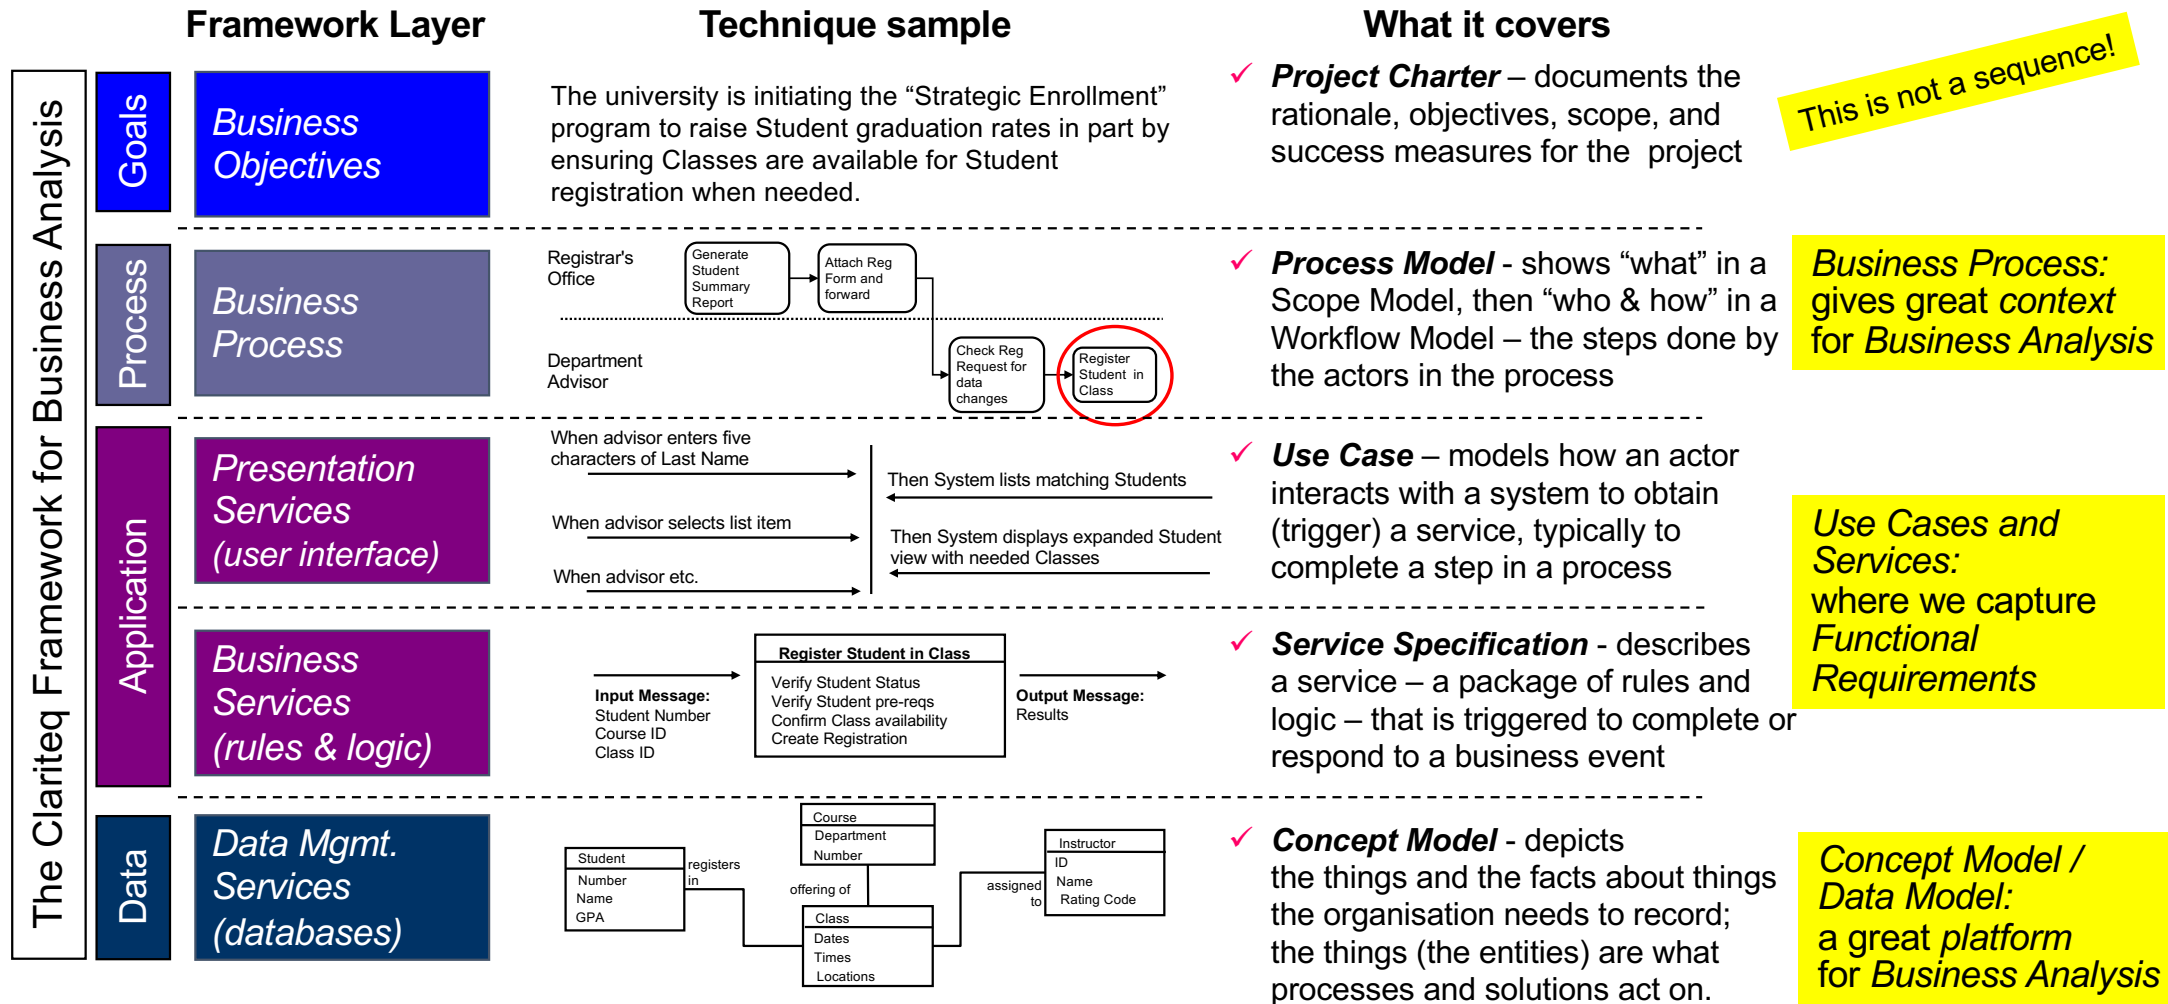 Framework Layer
Technique sample
What it covers
This is not a sequence!
The Clariteq Framework for Business Analysis
Goals
Business
Objectives
The university is initiating the “Strategic Enrollment”
program to raise Student graduation rates in part by
ensuring Classes are available for Student
registration when needed.
✓ Project Charter – documents the
rationale, objectives, scope, and
success measures for the project
Process
Business
Process
Registrar's
Office
Generate
Student
Summary
Report
Attach Reg
Form and
forward
Department
Advisor
Check Reg
Request for
data
changes
Register
Student in
Class
✓ Process Model - shows “what” in a
Scope Model, then “who & how” in a
Workflow Model – the steps done by
the actors in the process
Business Process:
gives great context
for Business Analysis
Application
Presentation
Services
(user interface)
When advisor enters five
characters of Last Name
Then System lists matching Students
When advisor selects list item
Then System displays expanded Student
view with needed Classes
When advisor etc.
✓ Use Case – models how an actor
interacts with a system to obtain
(trigger) a service, typically to
complete a step in a process
Use Cases and
Services:
where we capture
Functional
Requirements
Business
Services
(rules & logic)
Input Message:
Student Number
Course ID
Class ID
Register Student in Class
Verify Student Status
Verify Student pre-reqs
Confirm Class availability
Create Registration
Output Message:
Results
✓ Service Specification - describes
a service – a package of rules and
logic – that is triggered to complete or
respond to a business event
Data
Data Mgmt.
Services
(databases)
Student
Number
Name
GPA
registers
in
Course
Department
Number
offering of
Class
Dates
Times
Locations
assigned
to
Instructor
ID
Name
Rating Code
✓ Concept Model - depicts
the things and the facts about things
the organisation needs to record;
the things (the entities) are what
processes and solutions act on.
Concept Model /
Data Model:
a great platform
for Business Analysis